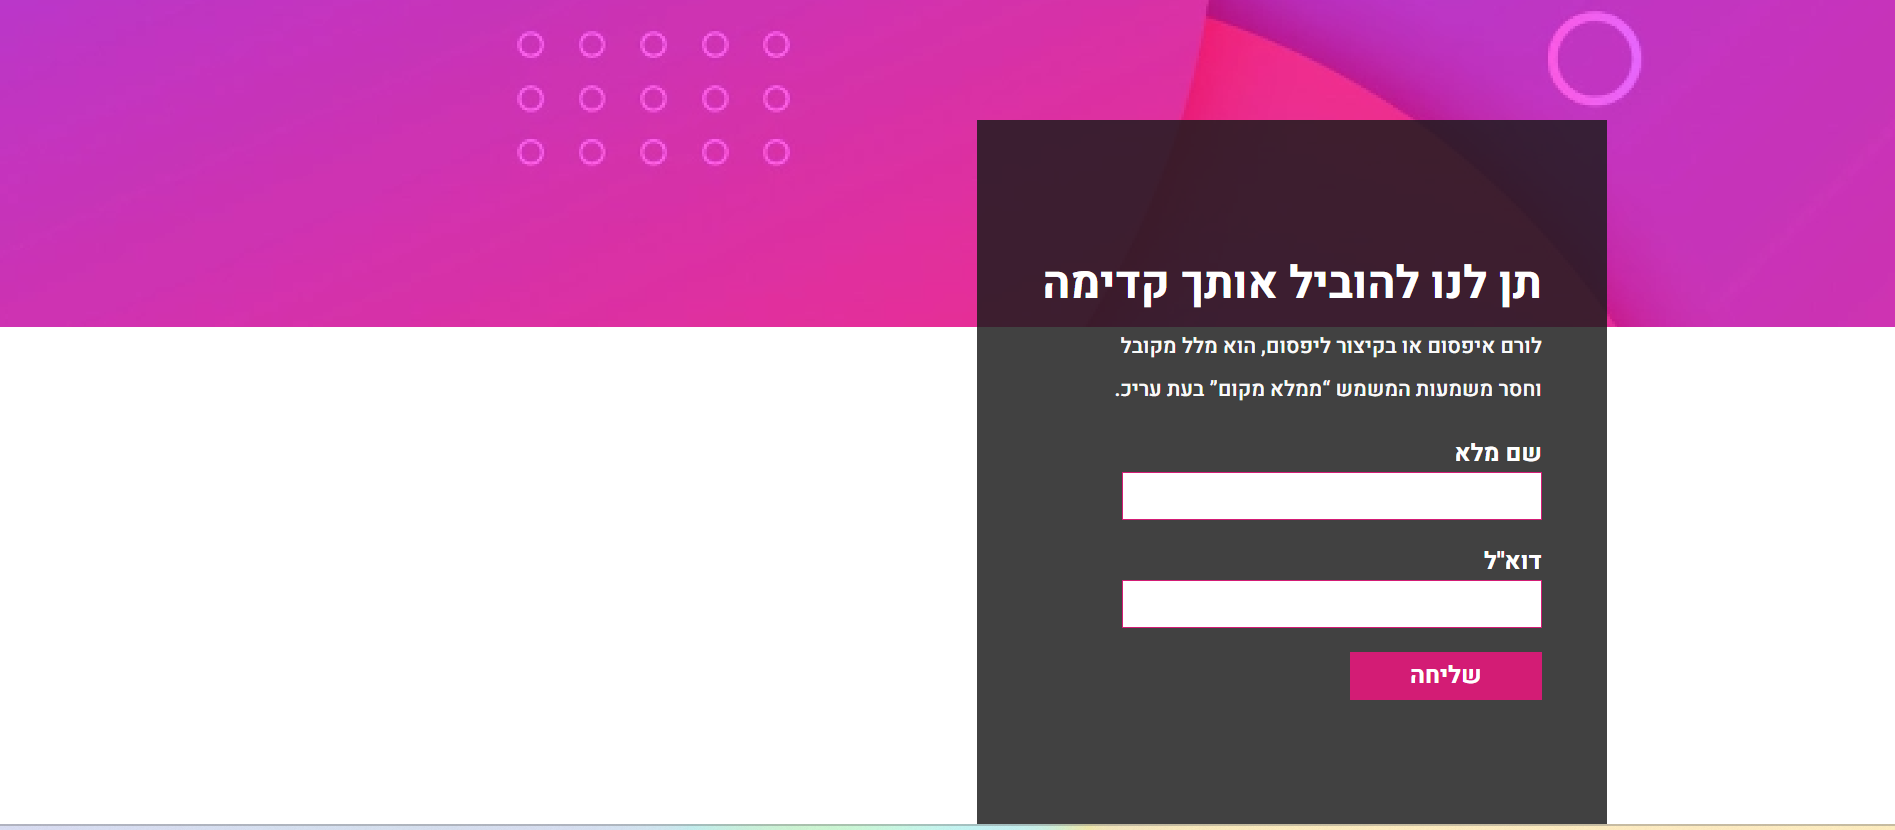 תן לנו להוביל אותך קדימה
לורם איפסום או בקיצור ליפסום, הוא מלל מקובל
וחסר משמעות המשמש “ממלא מקום” בעת עריכ.
שם מלא
דוא"ל
שליחה